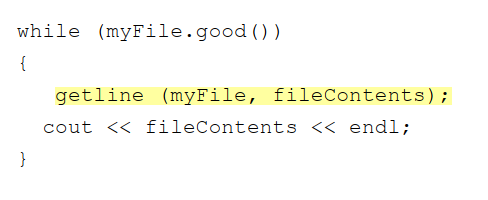 while (myFile.good())
{
getline (myFile, fileContents);
cout << fileContents << endl;
}